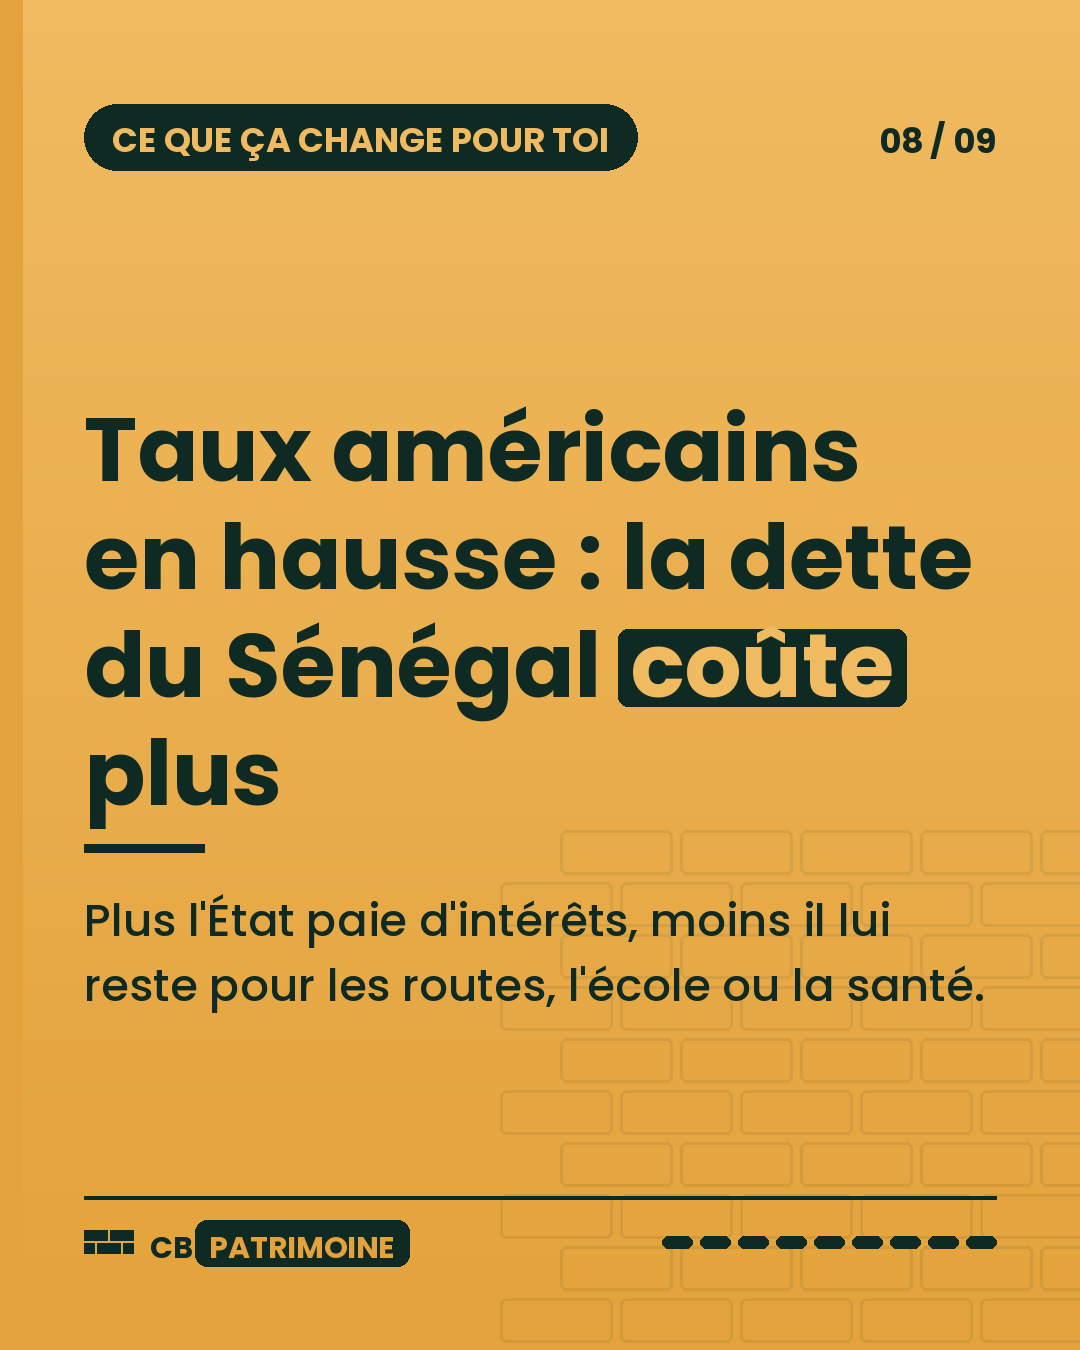 CE QUE ÇA CHANGE POUR TOI
08 / 09
Taux américains
en hausse : la dette
du Sénégal coûte
plus
Plus l'État paie d'intérêts, moins il lui
reste pour les routes, l'école ou la santé.
CB PATRIMOINE